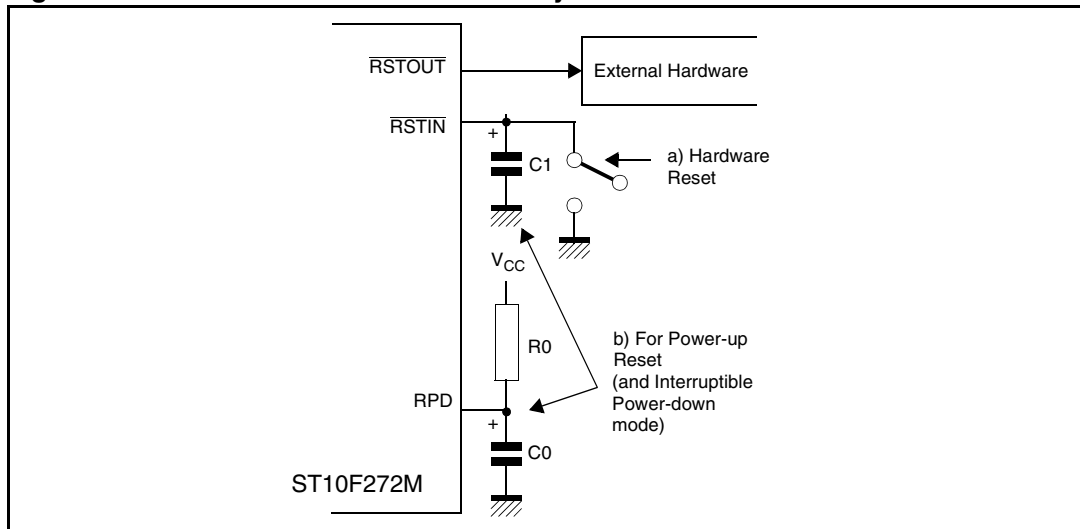 RSTOUT
External Hardware
RSTIN
+
C1
a) Hardware
Reset
VCC
R0
b) For Power-up
Reset
(and Interruptible
Power-down
mode)
RPD
+
C0
ST10F272M